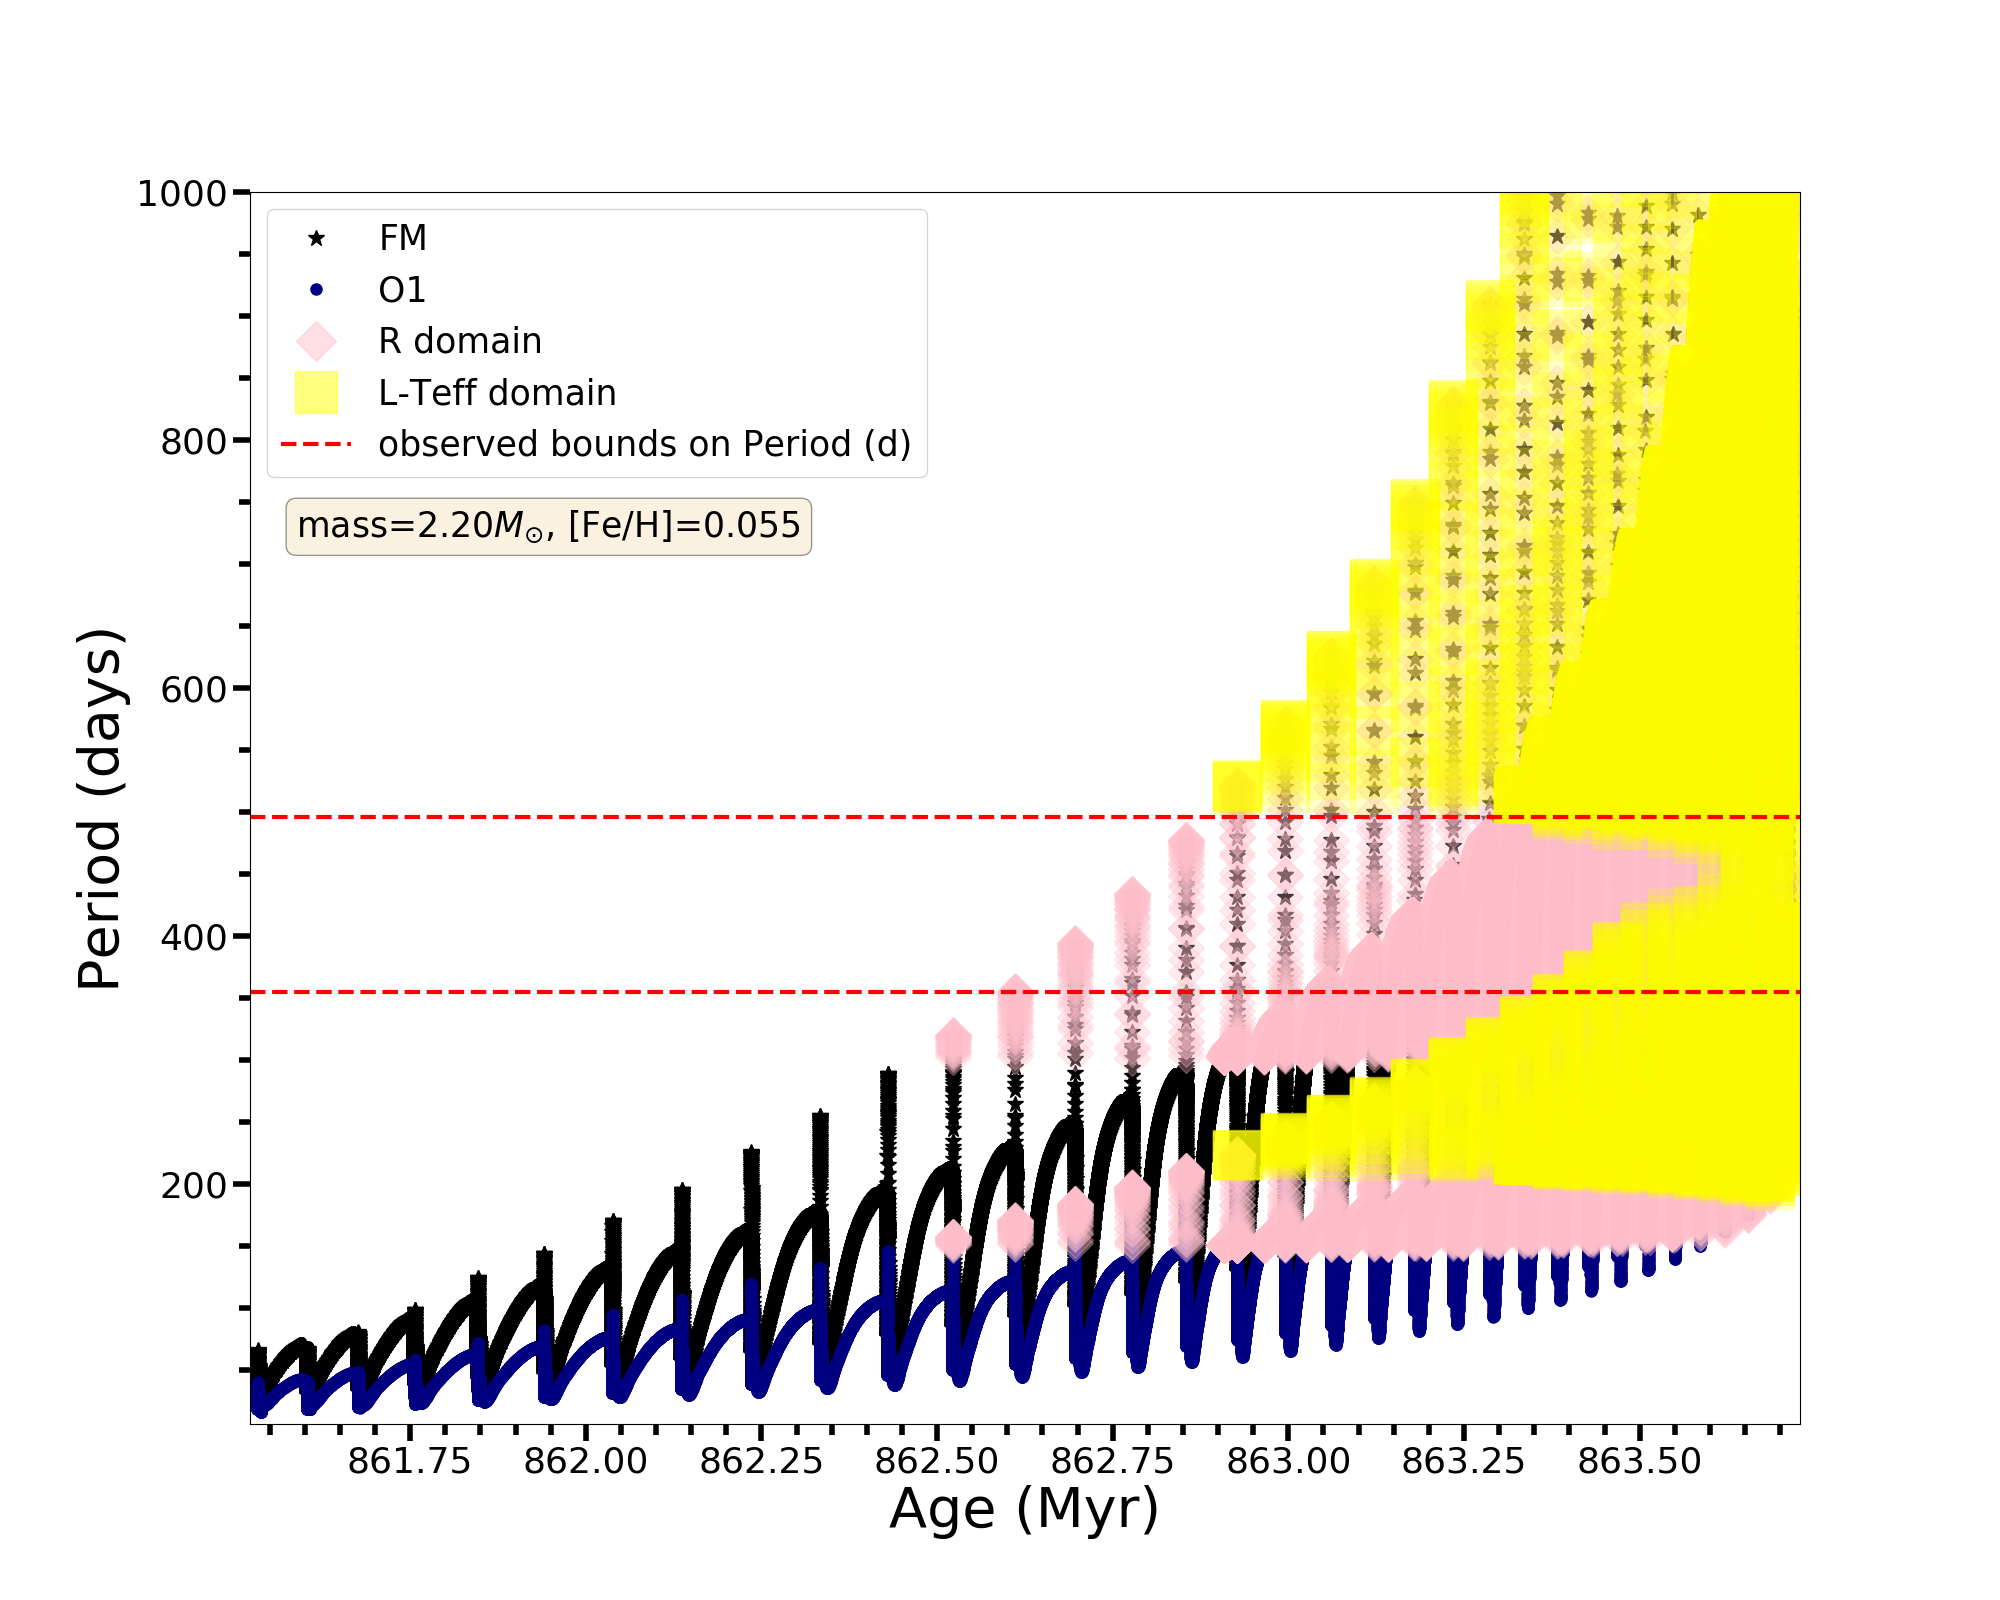 1000
800
600
400
200
Period (days)
FM
O1
R domain
L-Teff domain
observed bounds on Period (d)
mass=2.20M⊙, [Fe/H]=0.055
861.75 862.00 862.25 862.50 862.75 863.00 863.25 863.50
Age (Myr)